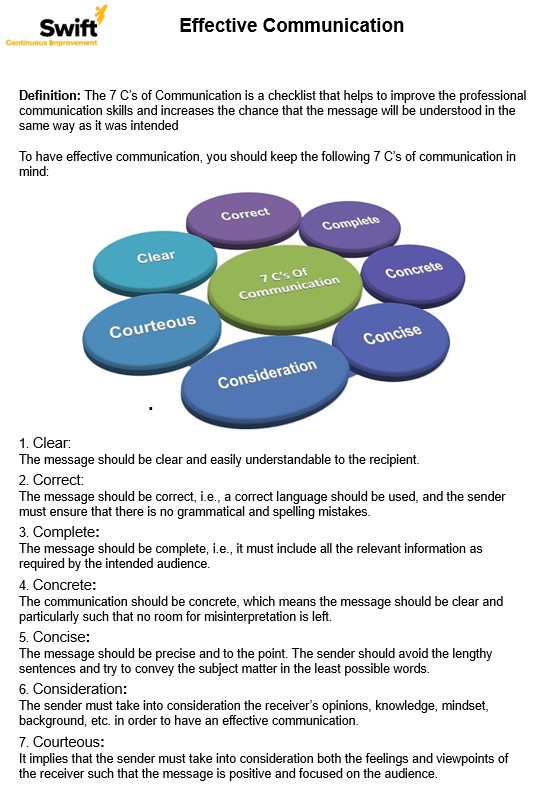 Swift
Continuous Improvement
Effective Communication
Definition: The 7 C's of Communication is a checklist that helps to improve the professional
communication skills and increases the chance that the message will be understood in the
same way as it was intended
To have effective communication, you should keep the following 7 C's of communication in
mind:
Correct
Complete
Clear
Concrete
7 C's Of
Communication
Courteous
Concise
Consideration
1. Clear:
The message should be clear and easily understandable to the recipient.
2. Correct:
The message should be correct, i.e., a correct language should be used, and the sender
must ensure that there is no grammatical and spelling mistakes.
3. Complete:
The message should be complete, i.e., it must include all the relevant information as
required by the intended audience.
4. Concrete:
The communication should be concrete, which means the message should be clear and
particularly such that no room for misinterpretation is left.
5. Concise:
The message should be precise and to the point. The sender should avoid the lengthy
sentences and try to convey the subject matter in the least possible words.
6. Consideration:
The sender must take into consideration the receiver's opinions, knowledge, mindset,
background, etc. in order to have an effective communication.
7. Courteous:
It implies that the sender must take into consideration both the feelings and viewpoints of
the receiver such that the message is positive and focused on the audience.